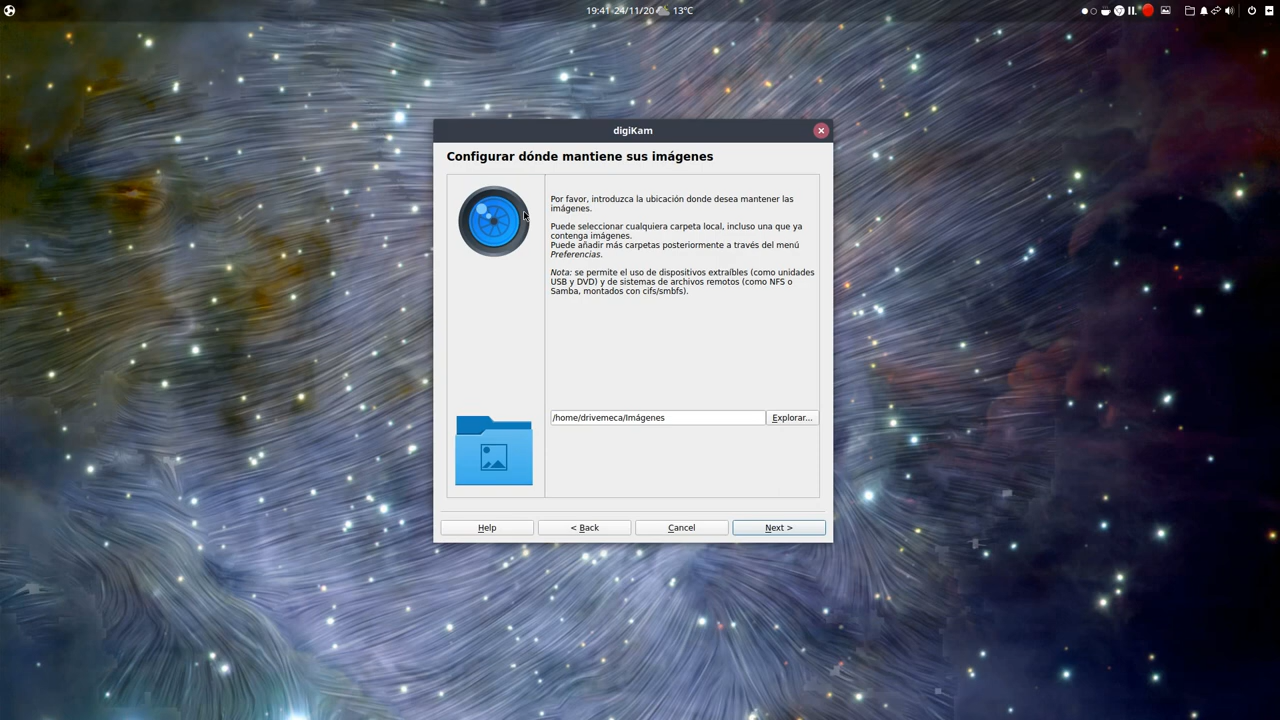 19:41 24/11/20 13°C
digiKam
Configurar dónde mantiene sus imágenes
Por favor, introduzca la ubicación donde desea mantener las
imágenes.
Puede seleccionar cualquiera carpeta local, incluso una que ya
contenga imágenes.
Puede añadir más carpetas posteriormente a través del menú
Preferencias.
Nota: se permite el uso de dispositivos extraíbles (como unidades
USB y DVD) y de sistemas de archivos remotos (como NFS o
Samba, montados con cifs/smbfs).
/home/drivemeca/Imágenes Explorar...
Help < Back Cancel Next >